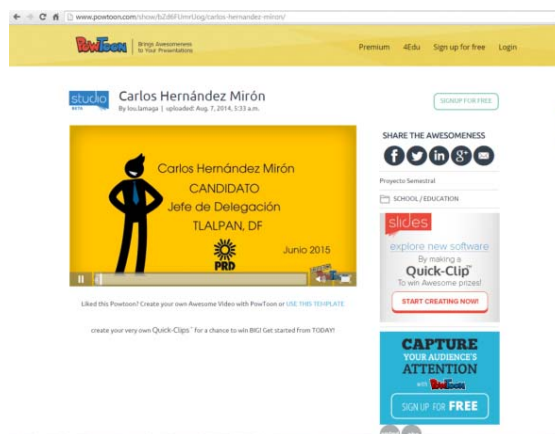 www.powtoon.com/show/bZd6FUmrUog/carlos-hernandez-miron/
PowToon
Brings Awesomeness
to Your Presentations
Premium 4Edu Sign up for free Login
studio
BETA
Carlos Hernández Mirón
By lou.lamaga | uploaded: Aug. 7, 2014, 5:33 a.m.
SIGNUP FOR FREE
Carlos Hernández Mirón
CANDIDATO
Jefe de Delegación
TLALPAN, DF
Junio 2015
PRD
Liked this Powtoon? Create your own Awesome Video with PowToon or USE THIS TEMPLATE
create your very own Quick-Clips™ for a chance to win BIG! Get started from TODAY!
SHARE THE AWESOMENESS
Proyecto Semestral
SCHOOL / EDUCATION
slides
explore new software
By making a
Quick-Clip™
To win Awesome prizes!
START CREATING NOW!
CAPTURE
YOUR AUDIENCE'S
ATTENTION
with PowToon
SIGN UP FOR FREE